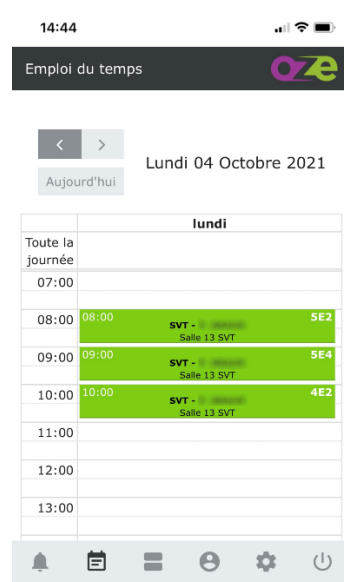 14:44
Emploi du temps
oze
Lundi 04 Octobre 2021
Aujourd'hui
lundi
Toute la
journée
07:00
08:00
08:00 5E2
SVT -
Salle 13 SVT
09:00
09:00 5E4
SVT -
Salle 13 SVT
10:00
10:00 4E2
SVT -
Salle 13 SVT
11:00
12:00
13:00